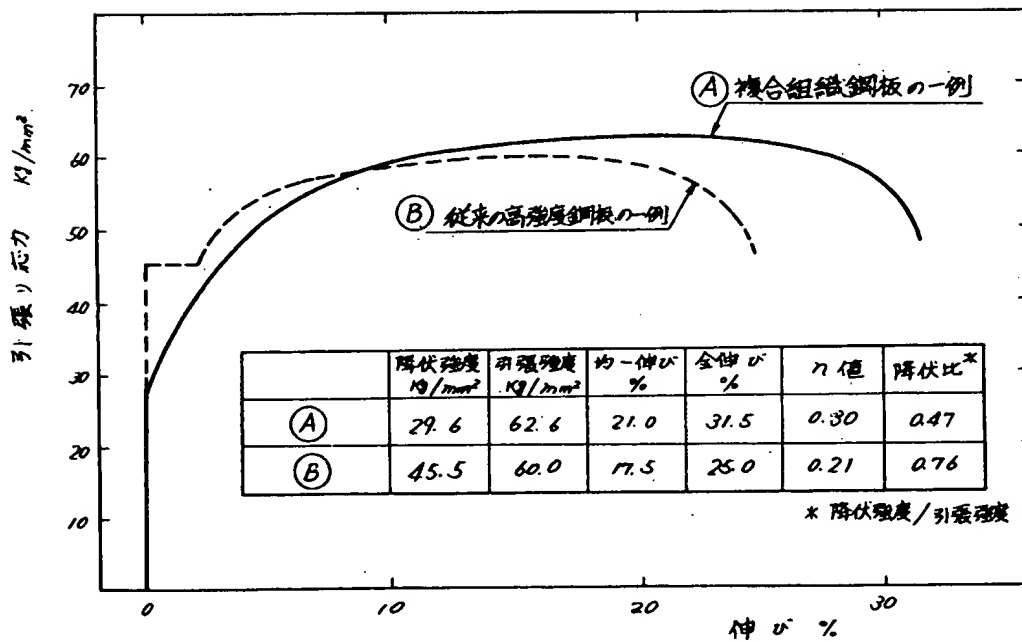 70
60
50
40
30
20
10
引張り応力 Kg/mm²
Ⓐ 複合組織鋼板の一例
Ⓑ 従来の高強度鋼板の一例
降伏強度 Kg/mm² 引張強度 Kg/mm² 均一伸び % 全伸び % n値 降伏比*
Ⓐ 29.6 62.6 21.0 31.5 0.30 0.47
Ⓑ 45.5 60.0 17.5 25.0 0.21 0.76
* 降伏強度/引張強度
0 10 20 30
伸び %